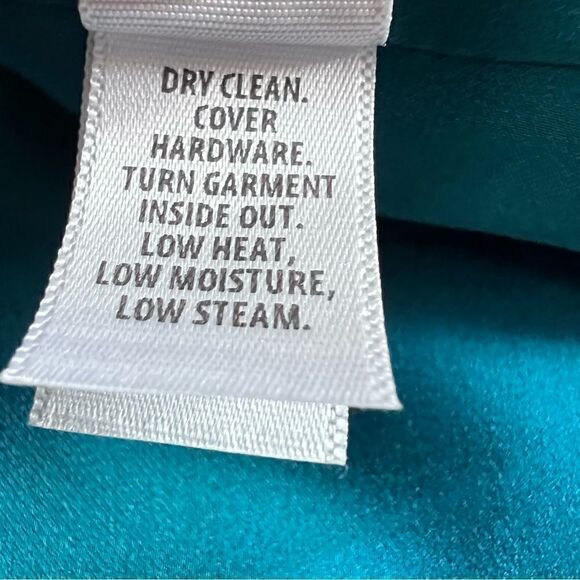 DRY CLEAN.
COVER
HARDWARE.
TURN GARMENT
INSIDE OUT.
LOW HEAT,
LOW MOISTURE,
LOW STEAM.